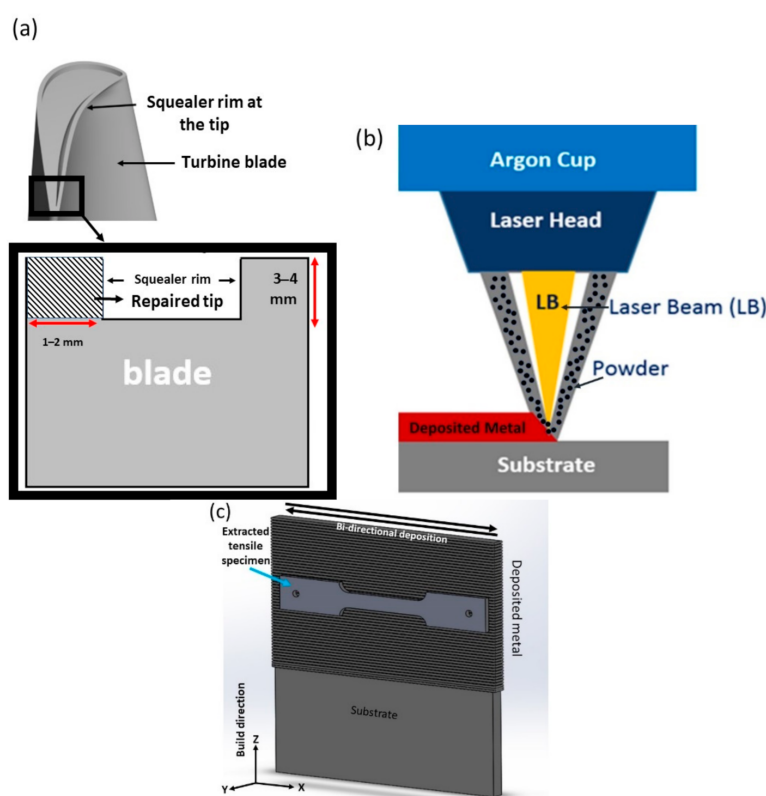 (a)
Squealer rim at
the tip
Turbine blade
Squealer rim
Repaired tip
3–4
mm
1–2 mm
blade
(b)
Argon Cup
Laser Head
LB
Laser Beam (LB)
Powder
Deposited Metal
Substrate
(c)
Extracted
tensile
specimen
Bi-directional deposition
Deposited metal
Substrate
Build direction
Z
Y
X